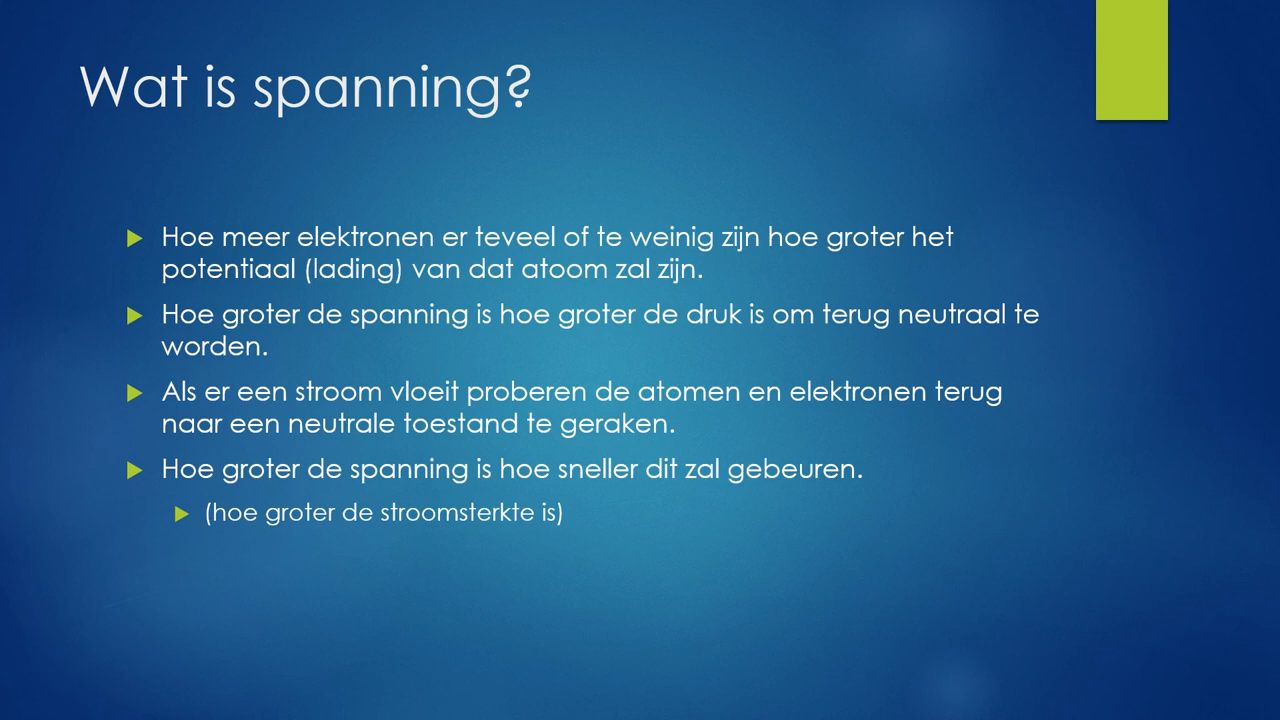 Wat is spanning?
Hoe meer elektronen er teveel of te weinig zijn hoe groter het
potentiaal (lading) van dat atoom zal zijn.
Hoe groter de spanning is hoe groter de druk is om terug neutraal te
worden.
Als er een stroom vloeit proberen de atomen en elektronen terug
naar een neutrale toestand te geraken.
Hoe groter de spanning is hoe sneller dit zal gebeuren.
(hoe groter de stroomsterkte is)